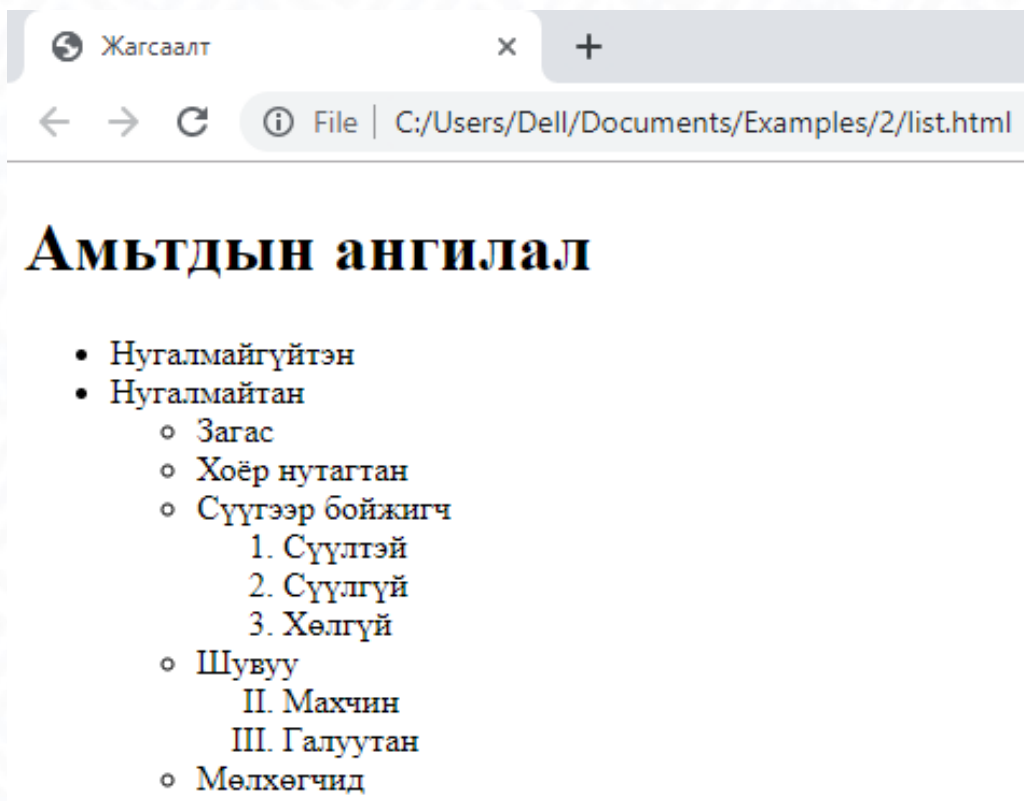 Жагсаалт
File C:/Users/Dell/Documents/Examples/2/list.html
Амьтдын ангилал
Нугалмайгүйтэн
Нугалмайтан
Загас
Хоёр нутагтан
Сүүгээр бойжигч
1. Сүүлтэй
2. Сүүлгүй
3. Хөлгүй
Шувуу
II. Махчин
III. Галуутан
Мөлхөгчид